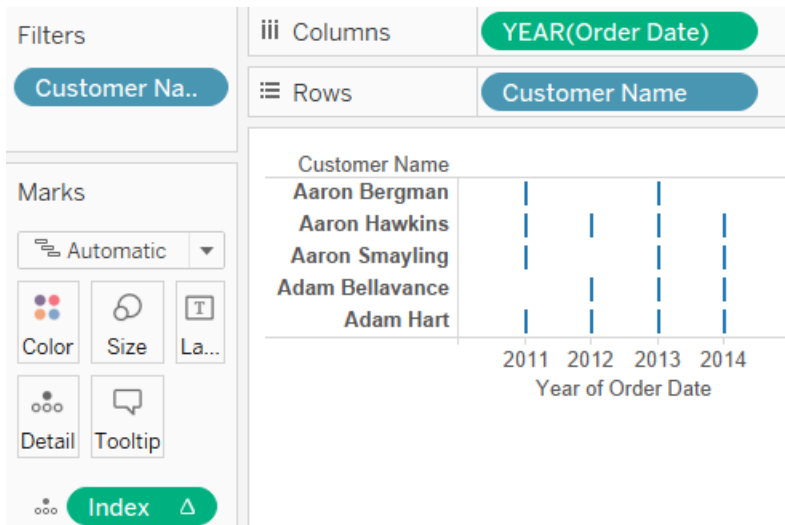 Filters
Customer Na..
Marks
Automatic
Color Size La...
T
Detail Tooltip
Index Δ
Columns YEAR(Order Date)
Rows Customer Name
Customer Name
Aaron Bergman
Aaron Hawkins
Aaron Smayling
Adam Bellavance
Adam Hart
2011 2012 2013 2014
Year of Order Date